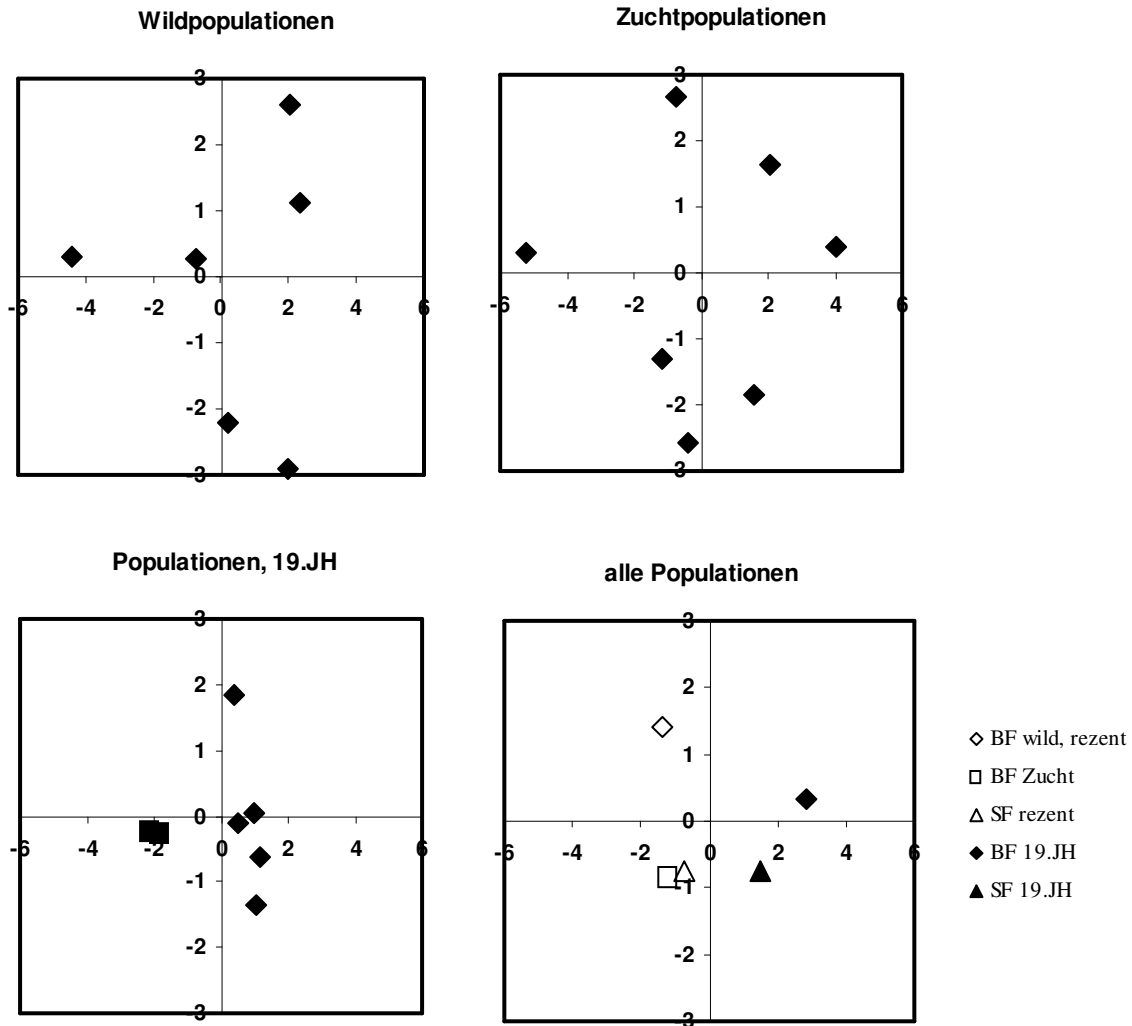 Wildpopulationen
3
2
1
0
-6 -4 -2 0 2 4 6
-1
-2
-3
Zuchtpopulationen
3
2
1
0
-6 -4 -2 0 2 4 6
-1
-2
-3
Populationen, 19.JH
3
2
1
0
-6 -4 -2 0 2 4 6
-1
-2
-3
alle Populationen
3
2
1
0
-6 -4 -2 0 2 4 6
-1
-2
-3
BF wild, rezent
BF Zucht
SF rezent
BF 19.JH
SF 19.JH